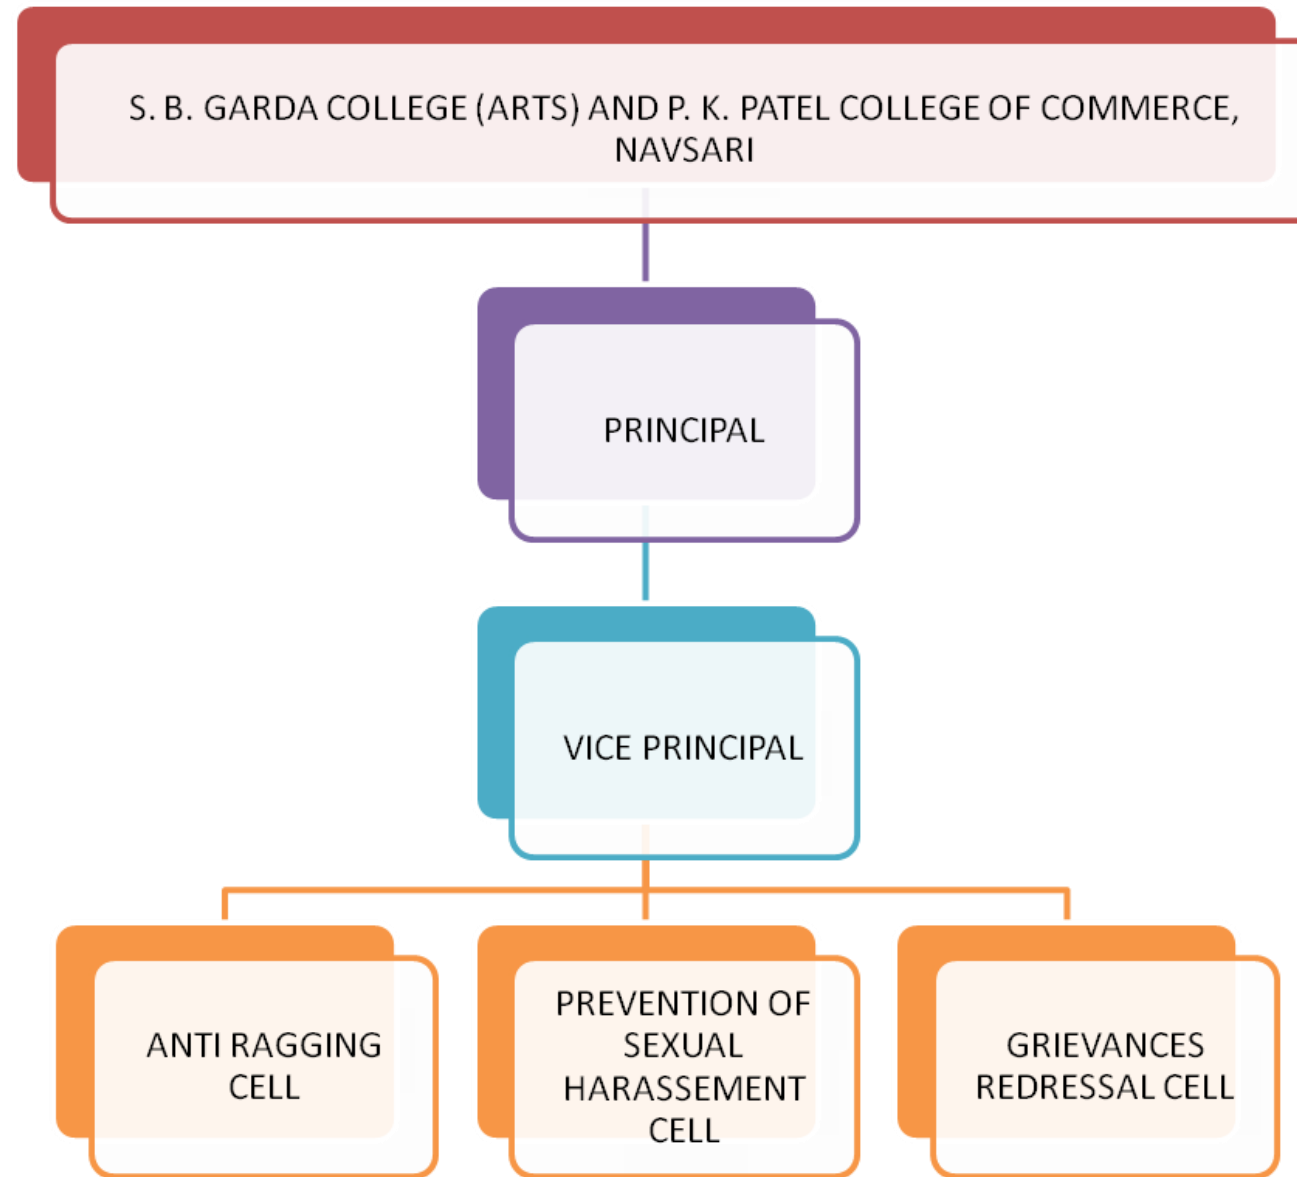 S. B. GARDA COLLEGE (ARTS) AND P. K. PATEL COLLEGE OF COMMERCE,
NAVSARI
PRINCIPAL
VICE PRINCIPAL
ANTI RAGGING
CELL
PREVENTION OF
SEXUAL
HARASSEMENT
CELL
GRIEVANCES
REDRESSAL CELL